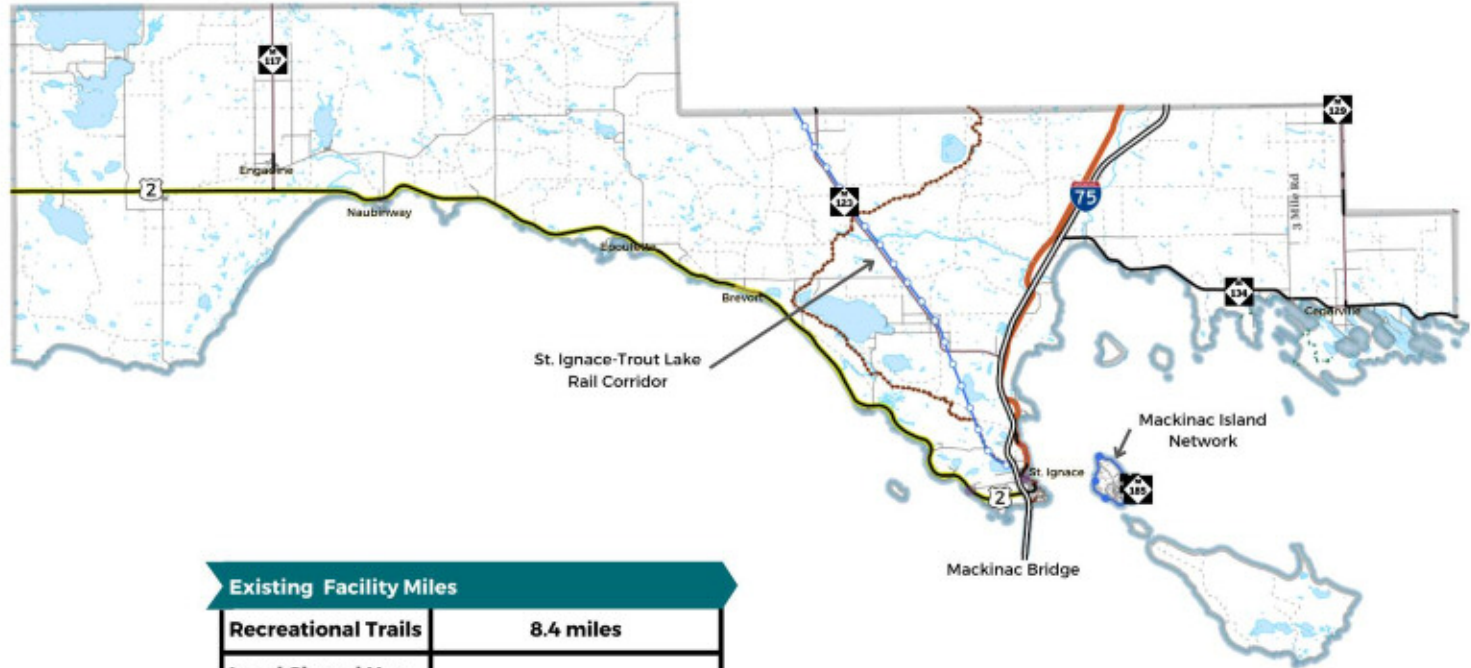 M
117
M
129
Engadine
2
Naubinway
M
123
75
3 Mile Rd
Epoufette
Brevort
M
134
Cedarville
St. Ignace-Trout Lake
Rail Corridor
Mackinac Island
Network
St. Ignace
M
185
2
Mackinac Bridge
Existing Facility Miles
Recreational Trails
8.4 miles